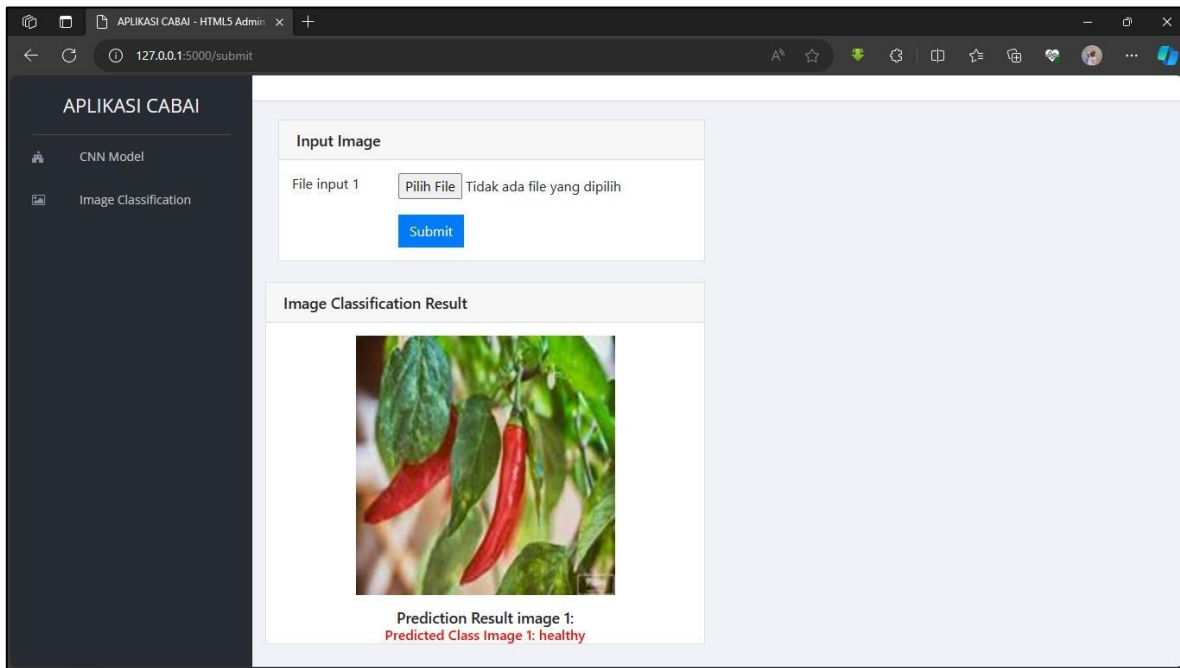 APLIKASI CABAI - HTML5 Admin
127.0.0.1:5000/submit
APLIKASI CABAI
CNN Model
Image Classification
Input Image
File input 1
Pilih File Tidak ada file yang dipilih
Submit
Image Classification Result
Prediction Result image 1:
Predicted Class Image 1: healthy